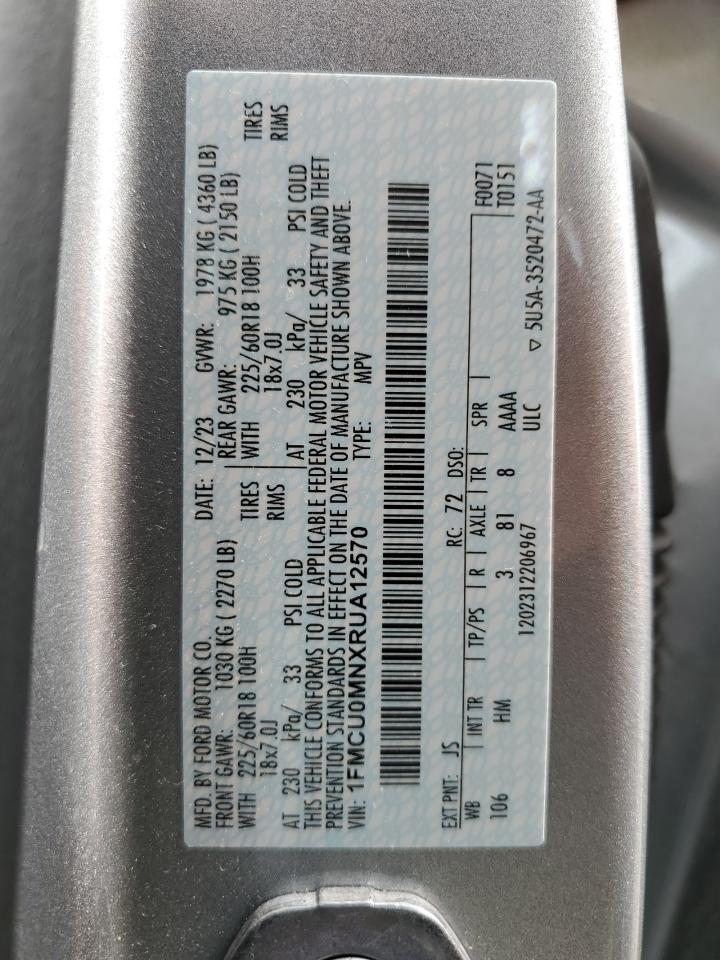 MFD. BY FORD MOTOR CO.
DATE: 12/23 GVWR: 1978 KG ( 4360 LB)
FRONT GAWR: 1030 KG ( 2270 LB)
WITH 225/60R18 100H TIRES
18x7.0J RIMS
AT 230 kPa/ 33 PSI COLD
REAR GAWR: 975 KG ( 2150 LB)
WITH 225/60R18 100H TIRES
18x7.0J RIMS
AT 230 kPa/ 33 PSI COLD
THIS VEHICLE CONFORMS TO ALL APPLICABLE FEDERAL MOTOR VEHICLE SAFETY AND THEFT
PREVENTION STANDARDS IN EFFECT ON THE DATE OF MANUFACTURE SHOWN ABOVE.
VIN: 1FMCU0MNXRUA12570 TYPE: MPV
EXT PNT: JS RC: 72 DSO: F0071
WB INT TR TP/PS R AXLE TR SPR T0151
106 HM 3 81 8 AAAA
1202312206967 ULC
▽ 5U5A-3520472-AA